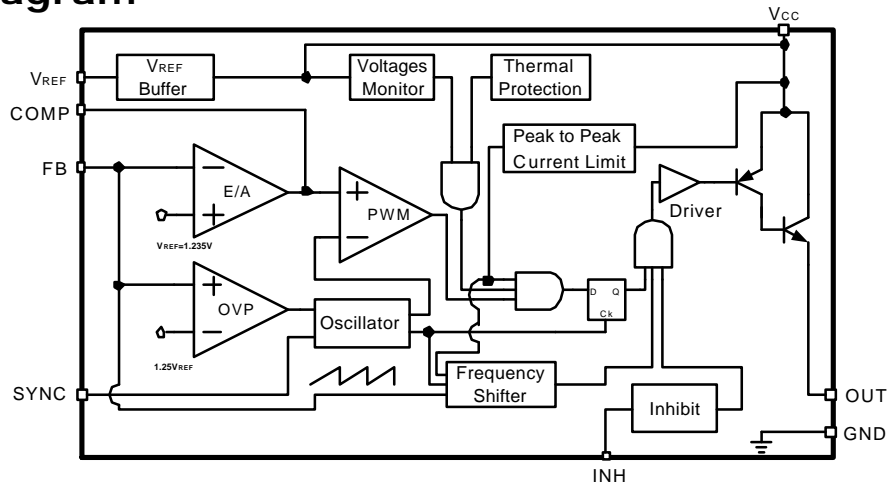 agram
VCC
VREF
VREF
Buffer
Voltages
Monitor
Thermal
Protection
COMP
Peak to Peak
Current Limit
FB
E/A
PWM
Driver
VREF=1.235V
OVP
Oscillator
D
Q
Ck
1.25VREF
SYNC
Frequency
Shifter
Inhibit
OUT
GND
INH